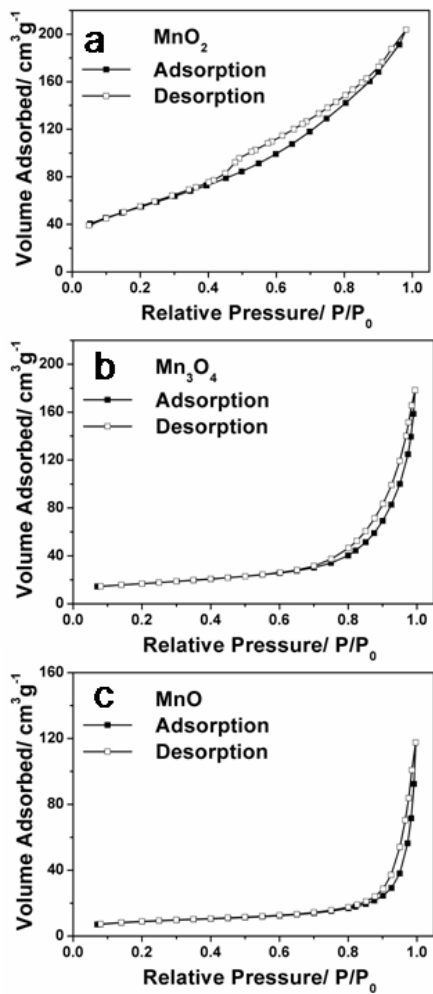 a
MnO₂
Adsorption
Desorption
200
160
120
80
40
0
0.0 0.2 0.4 0.6 0.8 1.0
Volume Adsorbed/ cm³g⁻¹
Relative Pressure/ P/P₀
b
Mn₃O₄
Adsorption
Desorption
200
160
120
80
40
0
0.0 0.2 0.4 0.6 0.8 1.0
Volume Adsorbed/ cm³g⁻¹
Relative Pressure/ P/P₀
c
MnO
Adsorption
Desorption
160
120
80
40
0
0.0 0.2 0.4 0.6 0.8 1.0
Volume Adsorbed/ cm³g⁻¹
Relative Pressure/ P/P₀